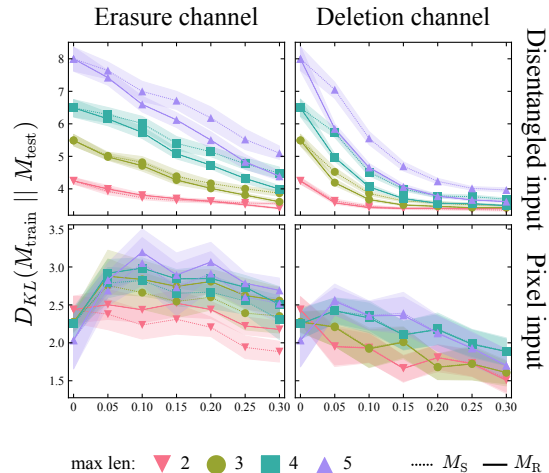 Erasure channel
Deletion channel
D_KL(M_train || M_test)
Disentangled input
Pixel input
8
7
6
5
4
3.0
2.5
2.0
1.5
0 0.05 0.10 0.15 0.20 0.25 0.30
0 0.05 0.10 0.15 0.20 0.25 0.30
max len: 2 3 4 5 M_S M_R